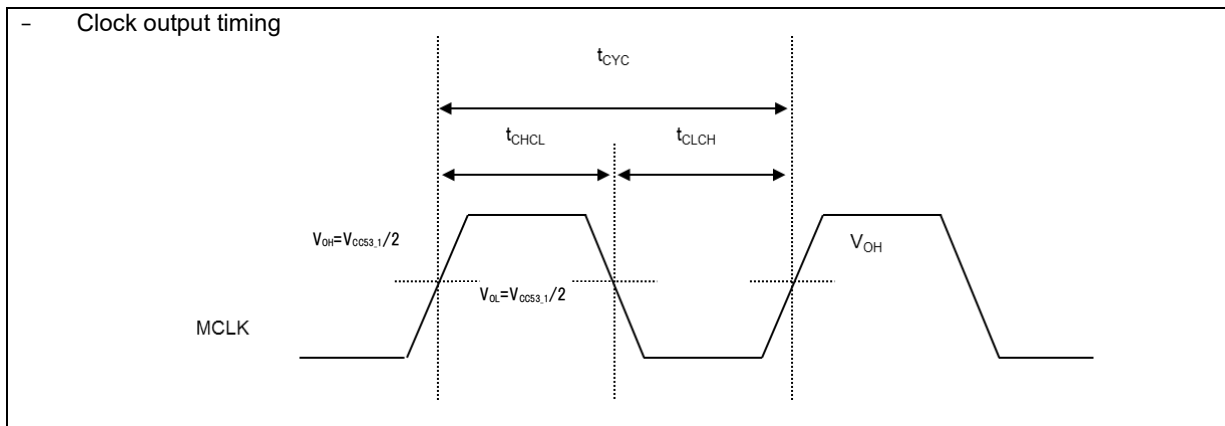 – Clock output timing
tCYC
tCHCL tCLCH
VOH=VCC53_1/2
VOH
VOL=VCC53_1/2
MCLK